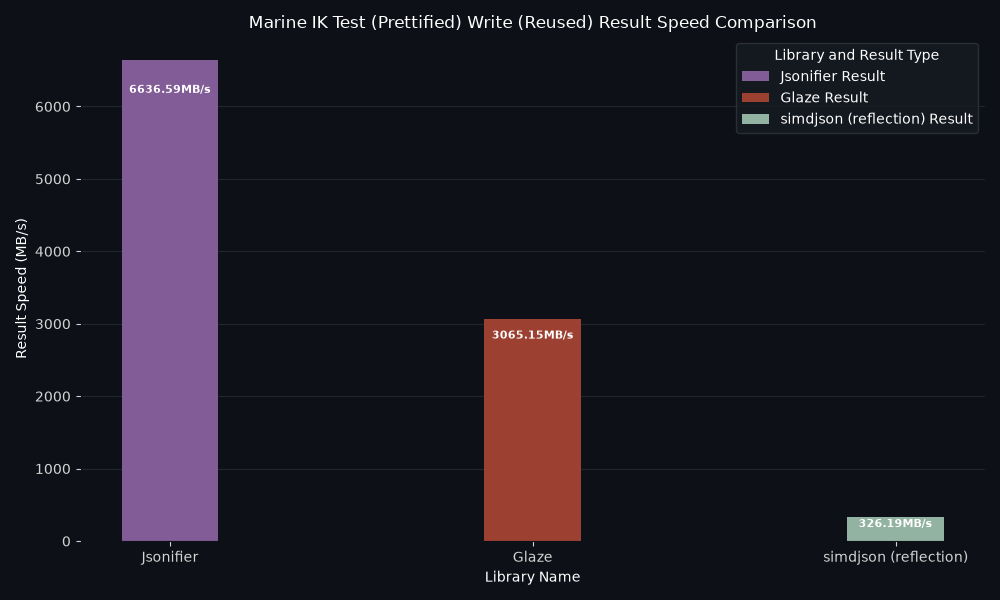 Marine IK Test (Prettified) Write (Reused) Result Speed Comparison
Library and Result Type
Jsonifier Result
Glaze Result
simdjson (reflection) Result
6636.59MB/s
3065.15MB/s
326.19MB/s
Result Speed (MB/s)
6000
5000
4000
3000
2000
1000
0
Jsonifier
Glaze
simdjson (reflection)
Library Name